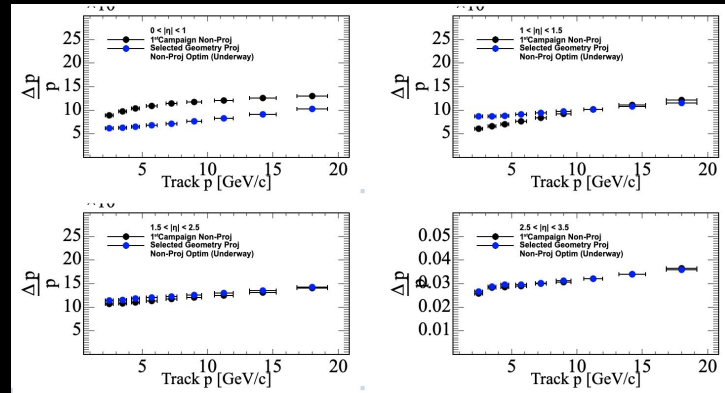 0 < |η| < 1
1ˢᵗCampaign Non-Proj
Selected Geometry Proj
Non-Proj Optim (Underway)
25
20
15
10
5
Δ p
p
5 10 15 20
Track p [GeV/c]
1 < |η| < 1.5
1ˢᵗCampaign Non-Proj
Selected Geometry Proj
Non-Proj Optim (Underway)
25
20
15
10
5
Δ p
p
5 10 15 20
Track p [GeV/c]
1.5 < |η| < 2.5
1ˢᵗCampaign Non-Proj
Selected Geometry Proj
Non-Proj Optim (Underway)
25
20
15
10
5
Δ p
p
5 10 15 20
Track p [GeV/c]
2.5 < |η| < 3.5
1ˢᵗCampaign Non-Proj
Selected Geometry Proj
Non-Proj Optim (Underway)
0.05
0.04
0.03
0.02
0.01
Δ p
p
5 10 15 20
Track p [GeV/c]